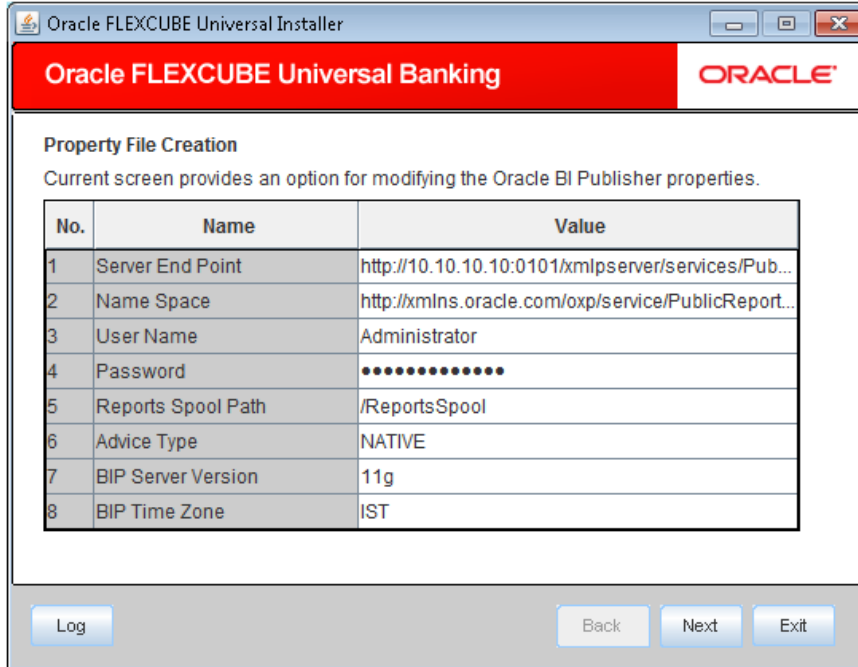 Oracle FLEXCUBE Universal Installer
Oracle FLEXCUBE Universal Banking
ORACLE
Property File Creation
Current screen provides an option for modifying the Oracle BI Publisher properties.
No. Name Value
1 Server End Point http://10.10.10.10:0101/xmlpserver/services/Pub...
2 Name Space http://xmlns.oracle.com/oxp/service/PublicReport...
3 User Name Administrator
4 Password •••••••••••••
5 Reports Spool Path /ReportsSpool
6 Advice Type NATIVE
7 BIP Server Version 11g
8 BIP Time Zone IST
Log Back Next Exit